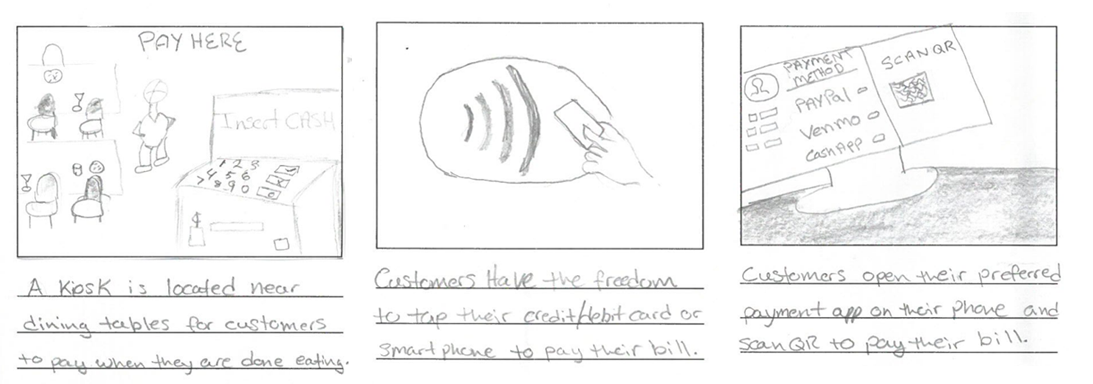 PAY HERE
Insert CASH
1 2 3
4 5 6
7 8 9 0
$
A Kiosk is located near
dining tables for customers
to pay when they are done eating.
Customers Have the freedom
to tap their credit/debit card or
smartphone to pay their bill.
PAYMENT
METHOD
PAYPal
Venmo
CashApp
SCAN QR
Customers open their preferred
payment app on their phone and
scan QR to pay their bill.